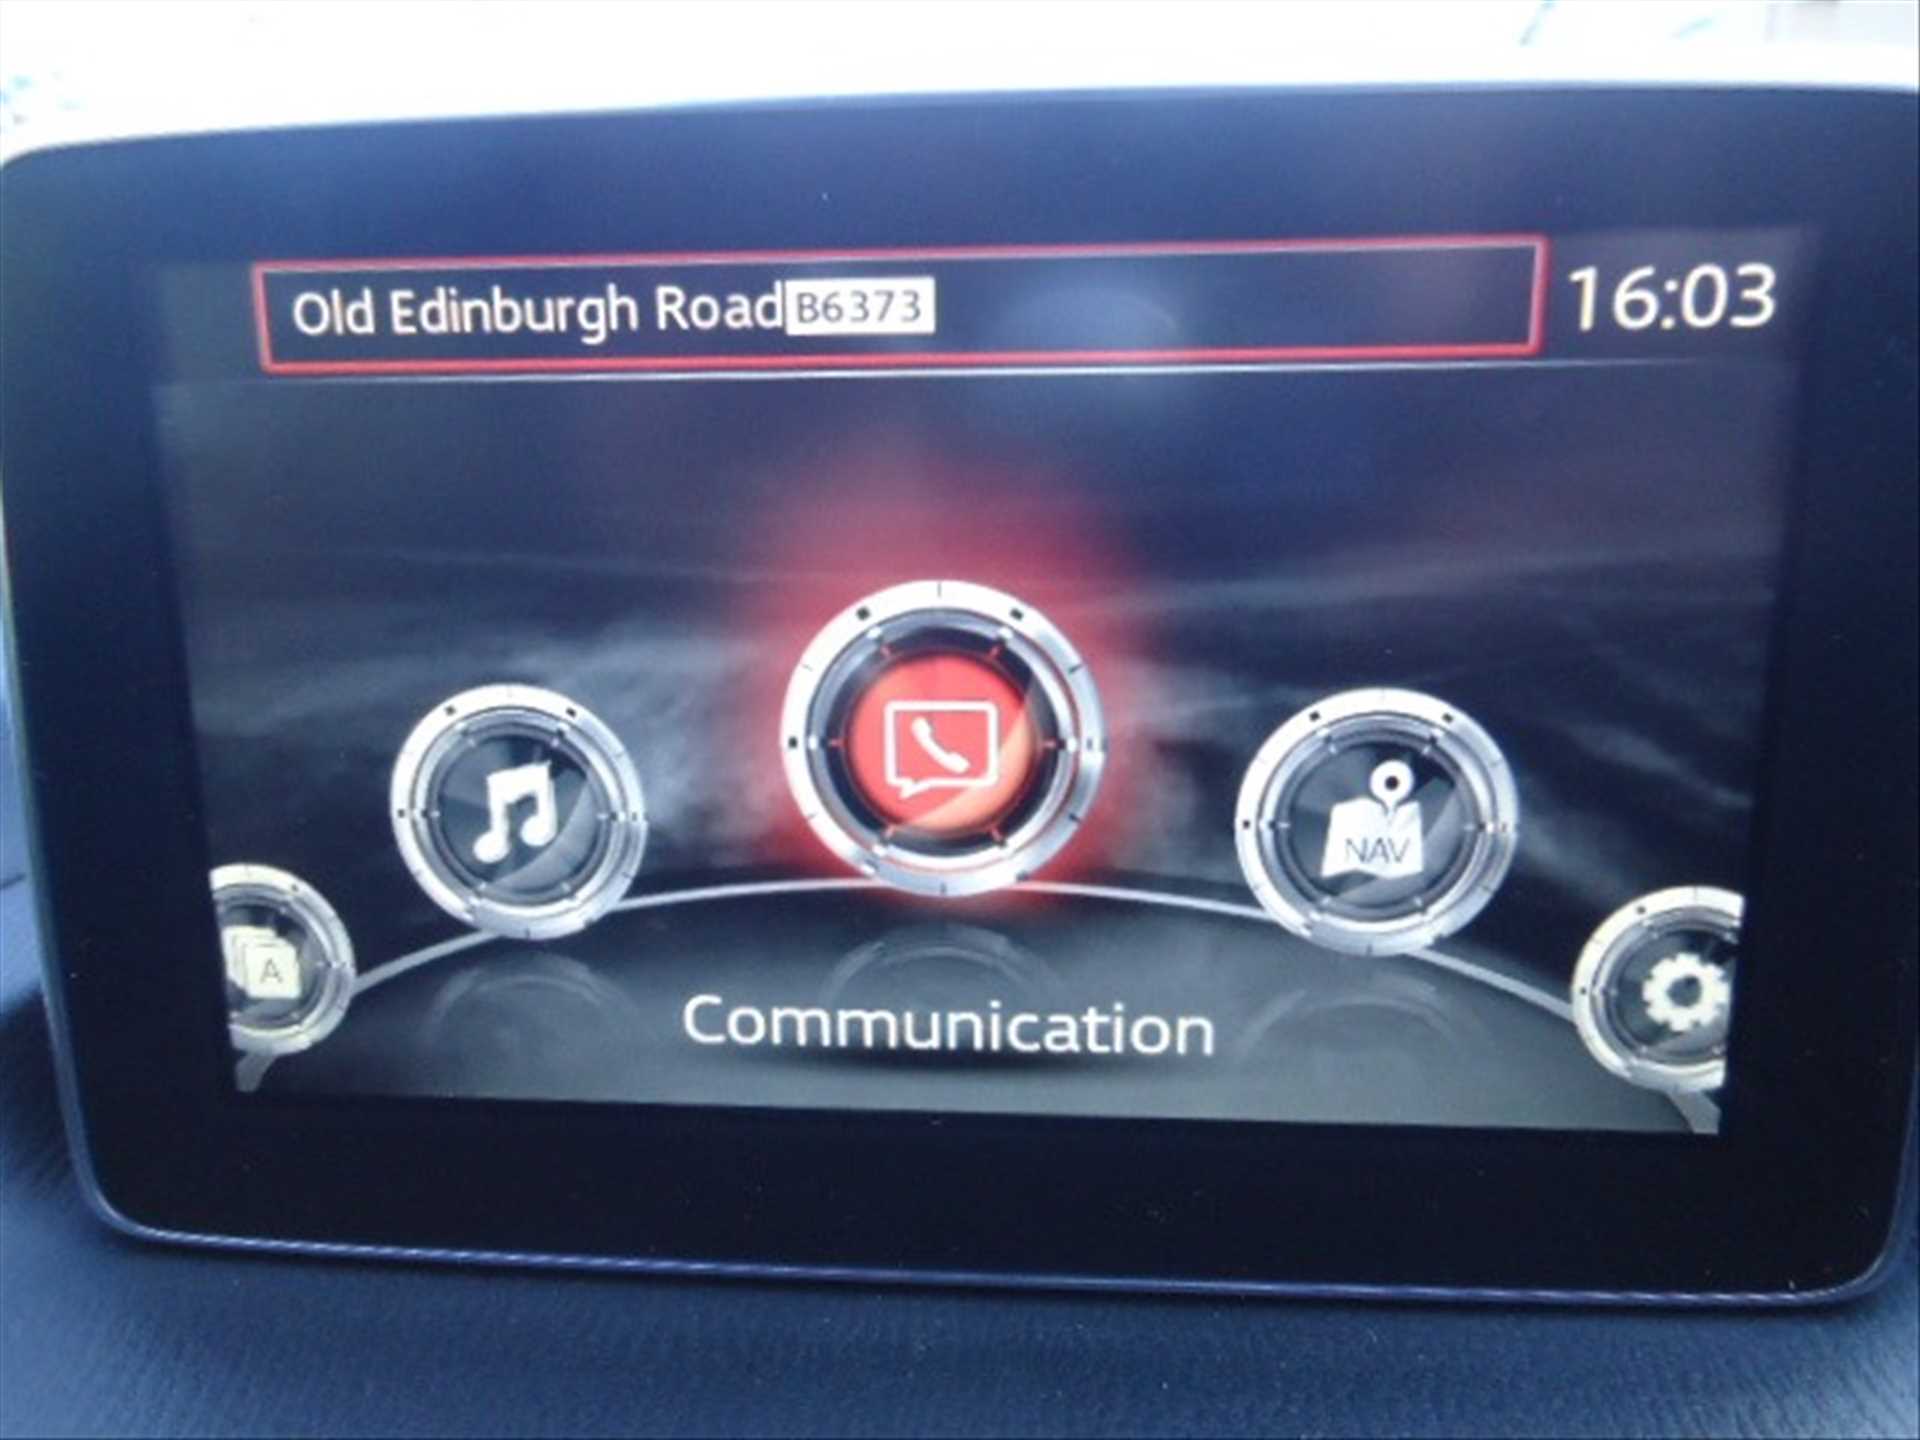 Old Edinburgh Road B6373 16:03
NAV
A
Communication